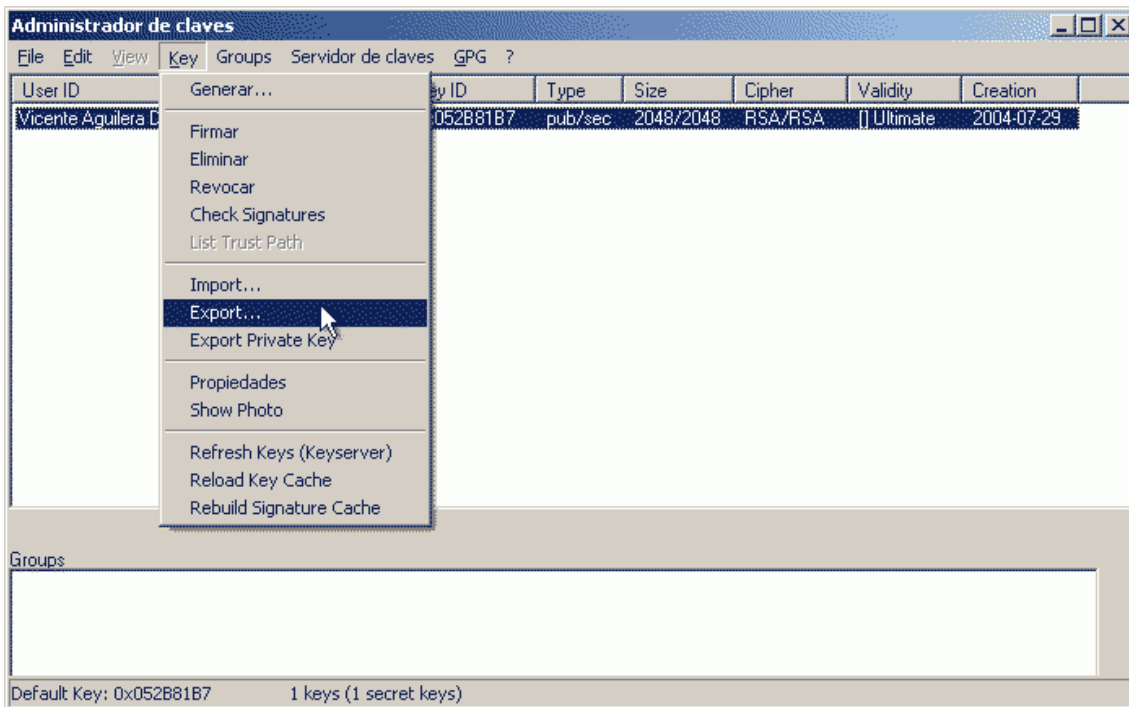 Administrador de claves
File Edit View Key Groups Servidor de claves GPG ?
User ID ey ID Type Size Cipher Validity Creation
Vicente Aguilera D 052B81B7 pub/sec 2048/2048 RSA/RSA [] Ultimate 2004-07-29
Generar...
Firmar
Eliminar
Revocar
Check Signatures
List Trust Path
Import...
Export...
Export Private Key
Propiedades
Show Photo
Refresh Keys (Keyserver)
Reload Key Cache
Rebuild Signature Cache
Groups
Default Key: 0x052B81B7 1 keys (1 secret keys)